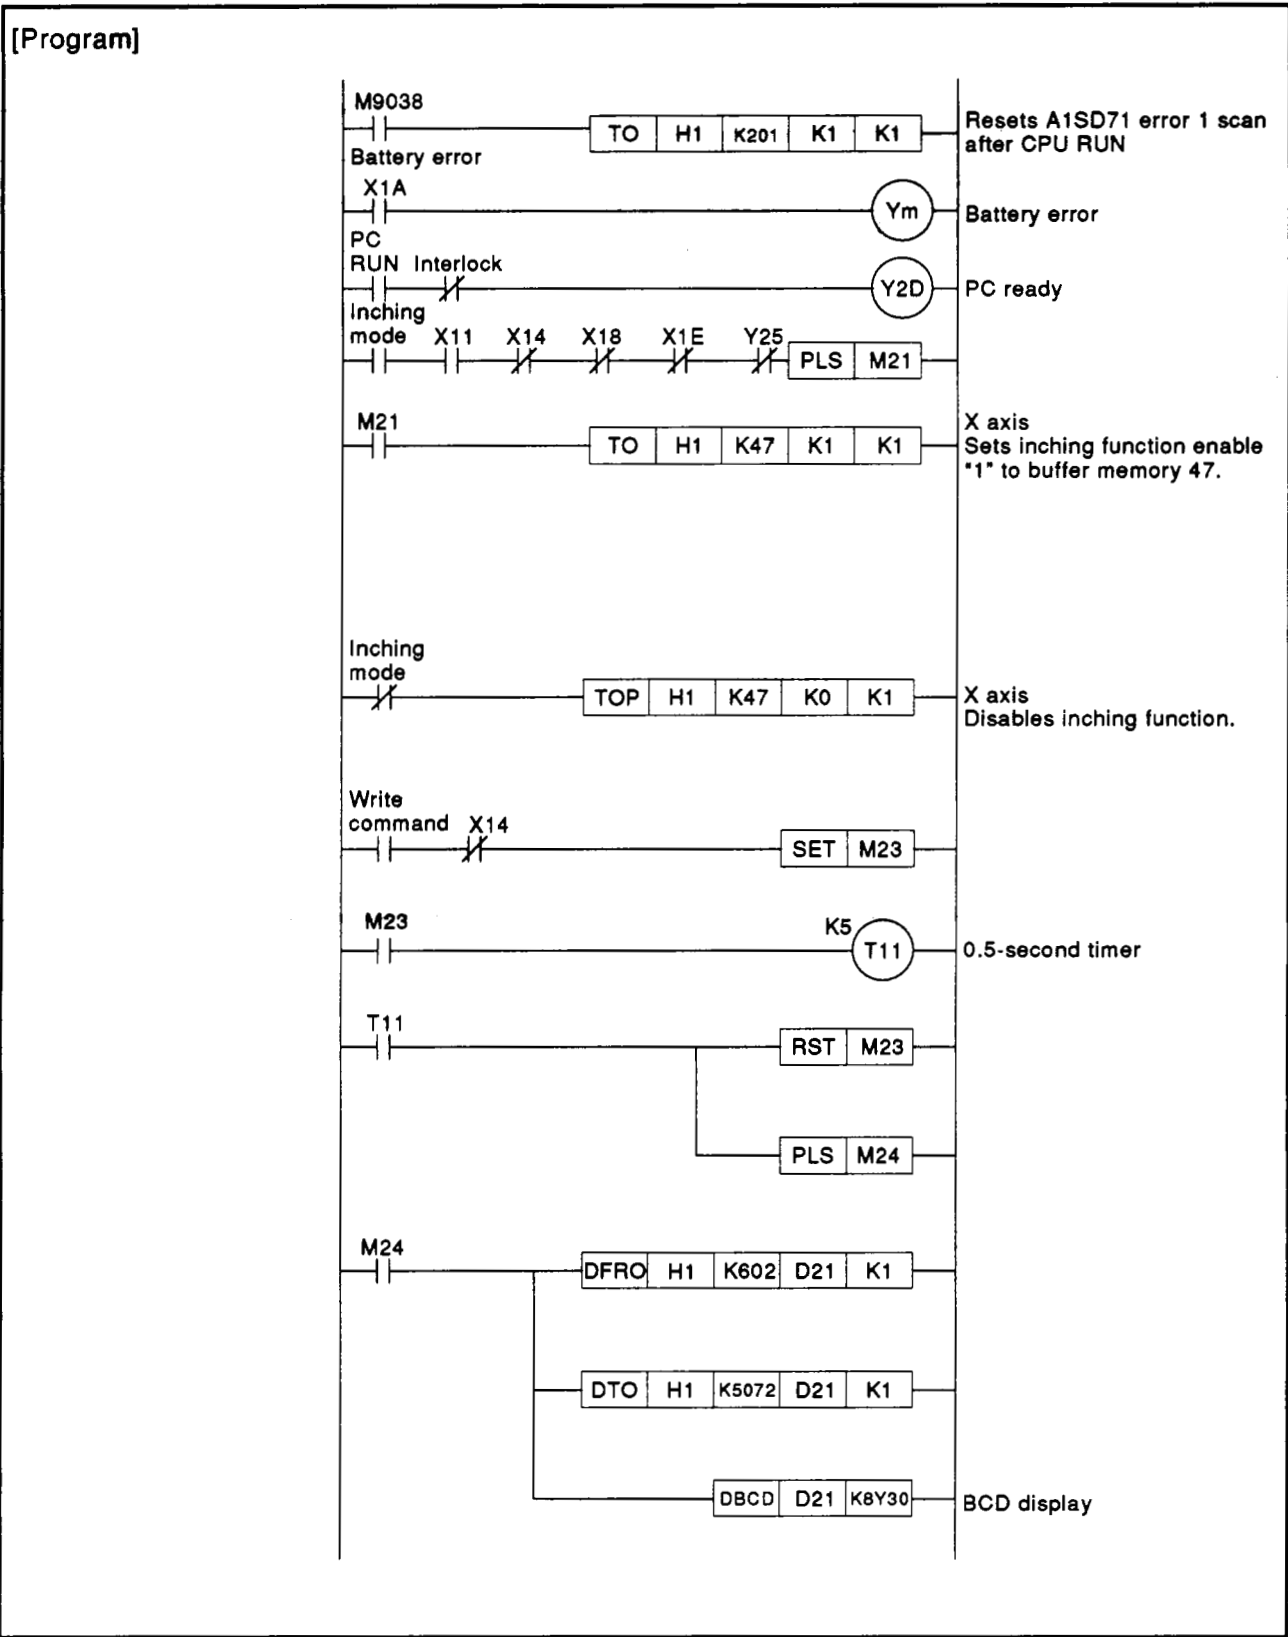 [Program]
M9038
TO H1 K201 K1 K1
Resets A1SD71 error 1 scan
after CPU RUN
Battery error
X1A
Ym
Battery error
PC
RUN Interlock
Y2D
PC ready
Inching
mode X11 X14 X18 X1E Y25
PLS M21
M21
TO H1 K47 K1 K1
X axis
Sets inching function enable
"1" to buffer memory 47.
Inching
mode
TOP H1 K47 K0 K1
X axis
Disables inching function.
Write
command X14
SET M23
M23
K5
T11
0.5-second timer
T11
RST M23
PLS M24
M24
DFRO H1 K602 D21 K1
DTO H1 K5072 D21 K1
DBCD D21 K8Y30
BCD display